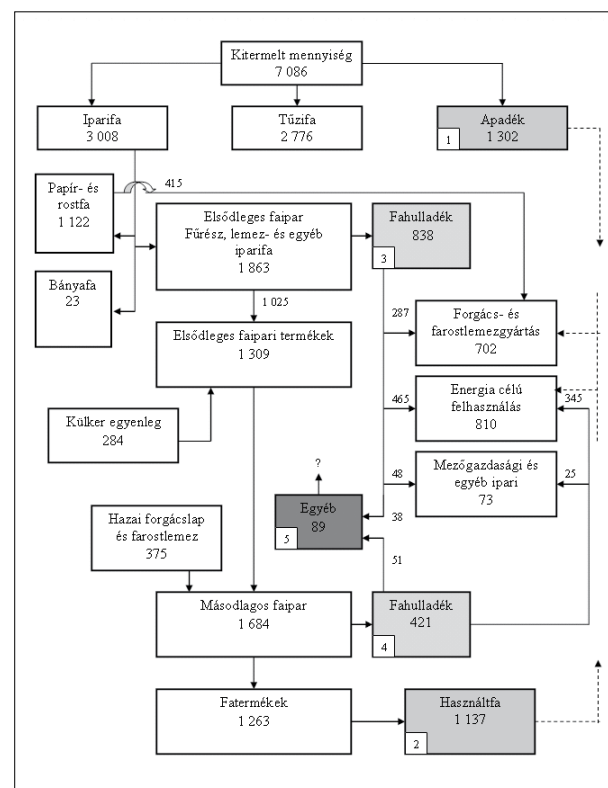 Kitermelt mennyiség
7 086
Iparifa
3 008
Tűzifa
2 776
Apadék
1 302
1
415
Papír- és
rostfa
1 122
Elsődleges faipar
Fűrész, lemez- és egyéb
iparifa
1 863
Fahulladék
838
3
Bányafa
23
1 025
287
Forgács- és
farostlemezgyártás
702
Elsődleges faipari termékek
1 309
465
Energia célú
felhasználás
810
345
Külker egyenleg
284
?
48
Mezőgazdasági és
egyéb ipari
73
25
Egyéb
89
5
38
Hazai forgácslap
és farostlemez
375
51
Másodlagos faipar
1 684
Fahulladék
421
4
Fatermékek
1 263
Használtfa
1 137
2